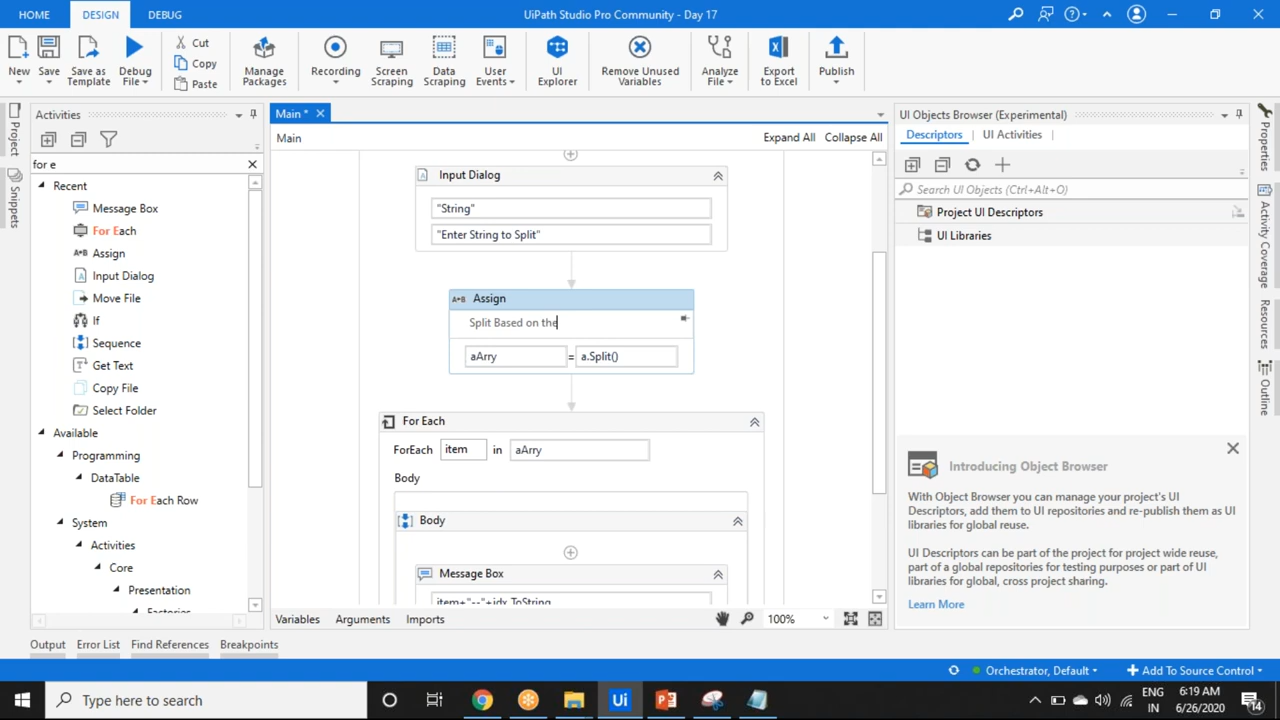 HOME
DESIGN
DEBUG
UiPath Studio Pro Community - Day 17
New
Save
Save as Template
Debug File
Cut
Copy
Paste
Manage Packages
Recording
Screen Scraping
Data Scraping
User Events
UI Explorer
Remove Unused Variables
Analyze File
Export to Excel
Publish
Project
Snippets
Activities
for e
Recent
Message Box
For Each
Assign
Input Dialog
Move File
If
Sequence
Get Text
Copy File
Select Folder
Available
Programming
DataTable
For Each Row
System
Activities
Core
Presentation
Factories
Main *
Main
Expand All
Collapse All
Input Dialog
"String"
"Enter String to Split"
A+B Assign
Split Based on the
aArry = a.Split()
For Each
ForEach item in aArry
Body
Body
Message Box
item+"--"+idx.ToString
Variables
Arguments
Imports
100%
UI Objects Browser (Experimental)
Descriptors
UI Activities
Search UI Objects (Ctrl+Alt+O)
Project UI Descriptors
UI Libraries
Introducing Object Browser
With Object Browser you can manage your project's UI
Descriptors, add them to UI repositories and re-publish them as UI
libraries for global reuse.
UI Descriptors can be part of the project for project wide reuse,
part of a global repositories for testing purposes or part of UI
libraries for global, cross project sharing.
Learn More
Properties
Activity Coverage
Resources
Outline
Output
Error List
Find References
Breakpoints
Orchestrator, Default
Add To Source Control
Type here to search
Ui
ENG
IN
6:19 AM
6/26/2020
14